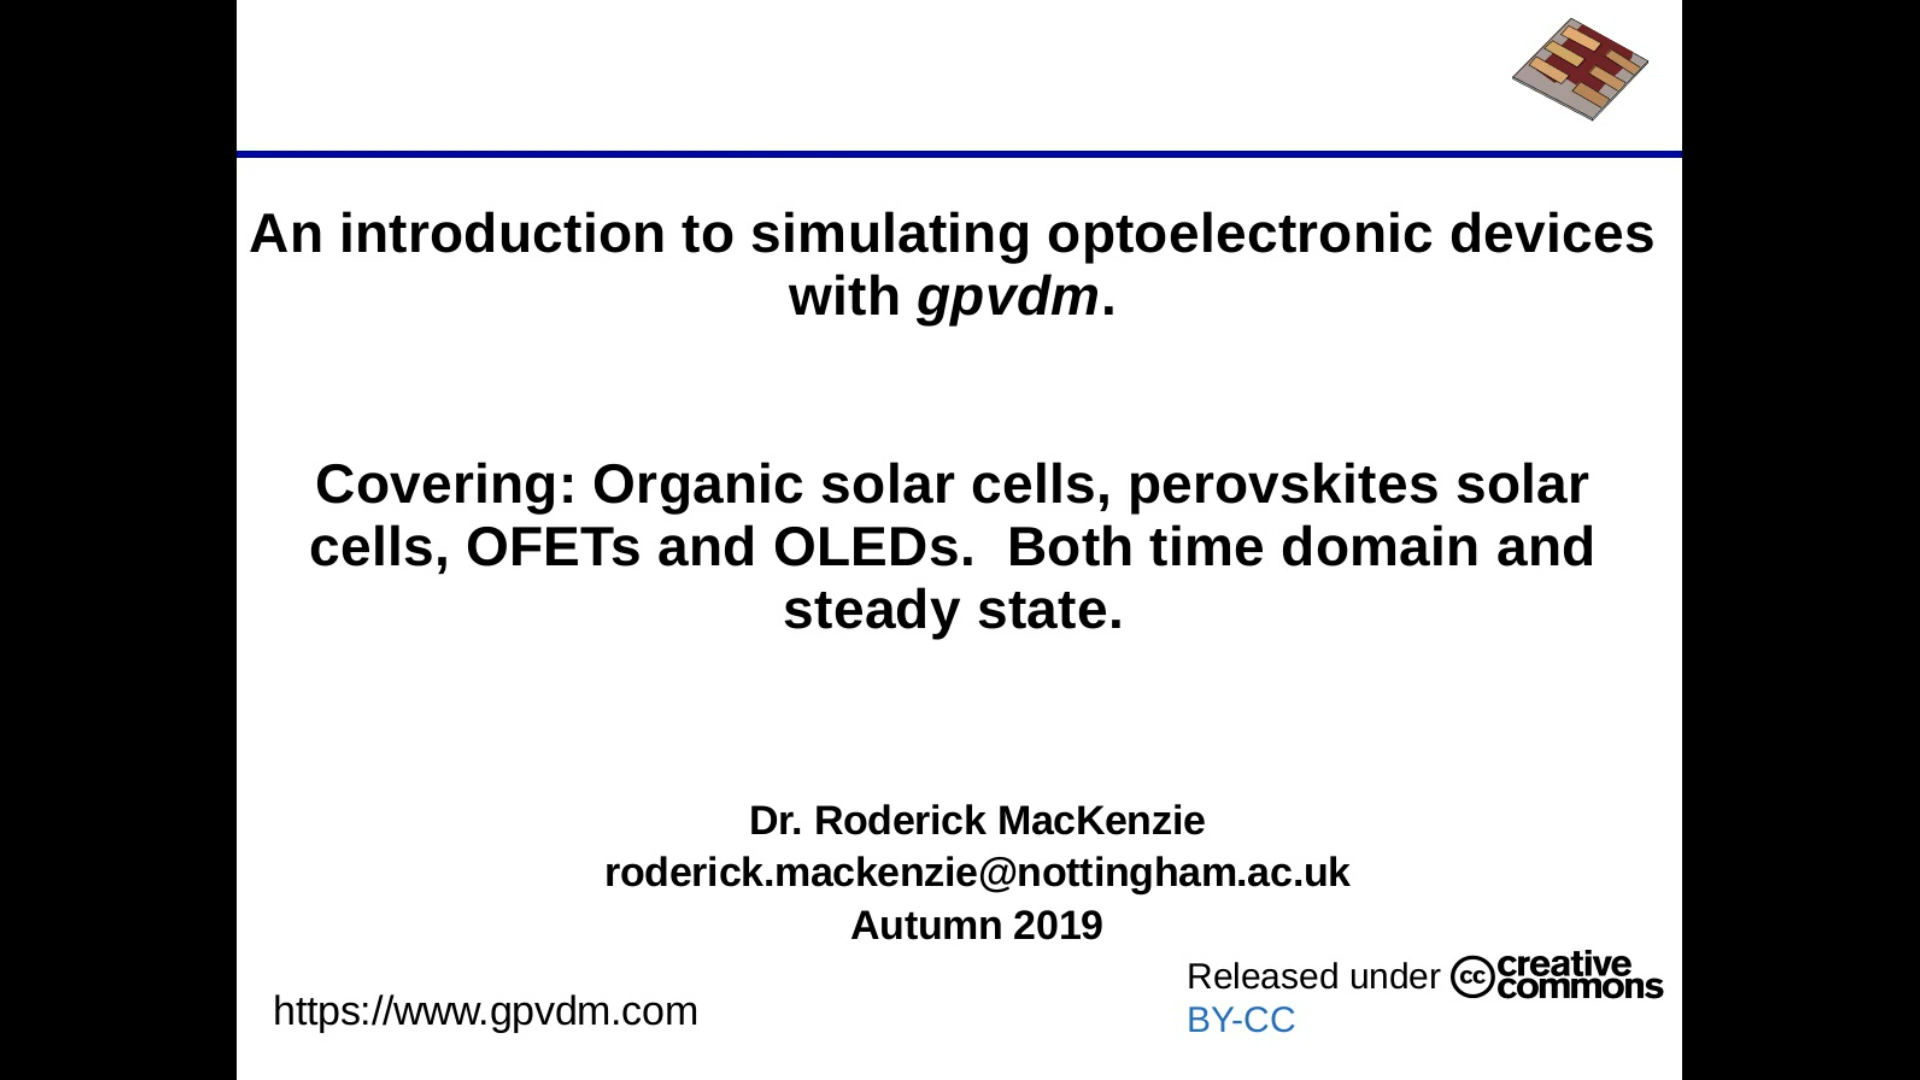 An introduction to simulating optoelectronic devices
with gpvdm.
Covering: Organic solar cells, perovskites solar
cells, OFETs and OLEDs.  Both time domain and
steady state.
Dr. Roderick MacKenzie
roderick.mackenzie@nottingham.ac.uk
Autumn 2019
Released under cc creative commons
BY-CC
https://www.gpvdm.com